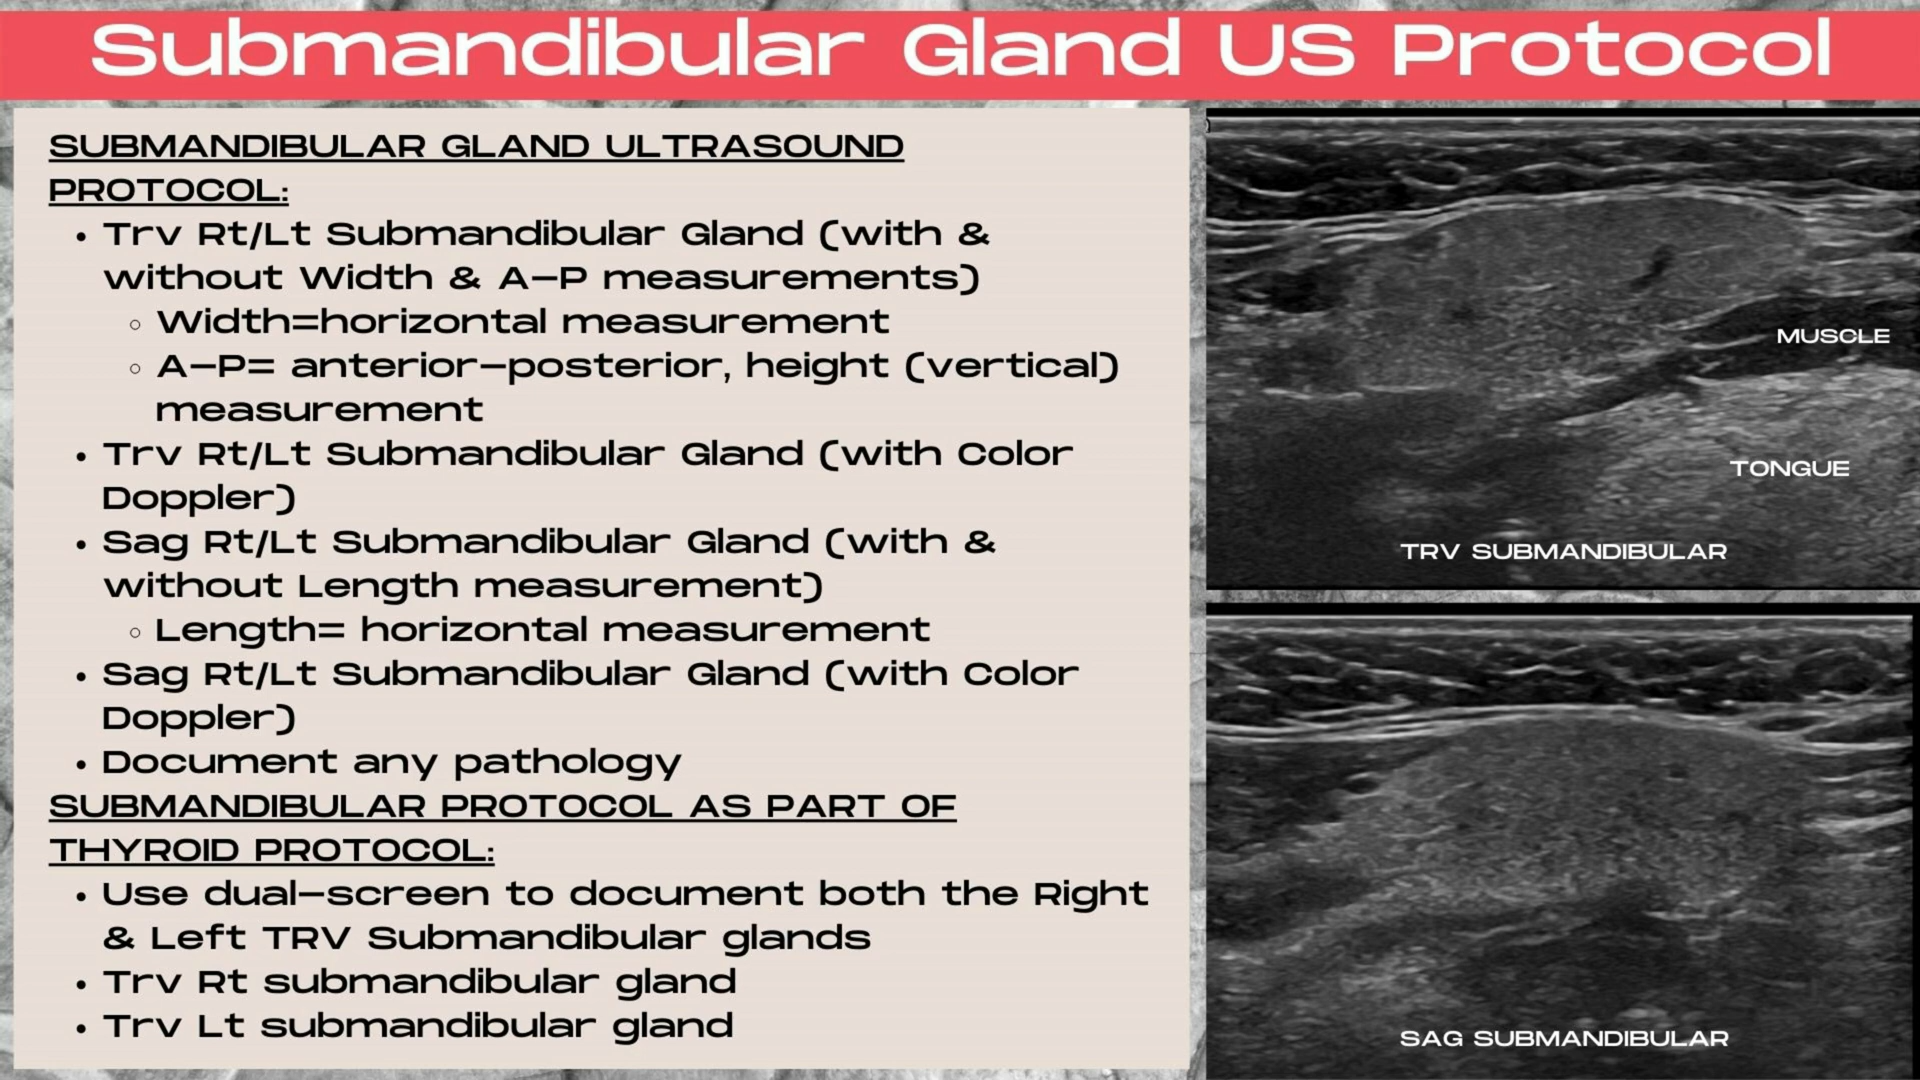 Submandibular Gland US Protocol
SUBMANDIBULAR GLAND ULTRASOUND
PROTOCOL:
• Trv Rt/Lt Submandibular Gland (with &
without Width & A-P measurements)
◦ Width=horizontal measurement
◦ A-P= anterior-posterior, height (vertical)
measurement
• Trv Rt/Lt Submandibular Gland (with Color
Doppler)
• Sag Rt/Lt Submandibular Gland (with &
without Length measurement)
◦ Length= horizontal measurement
• Sag Rt/Lt Submandibular Gland (with Color
Doppler)
• Document any pathology
SUBMANDIBULAR PROTOCOL AS PART OF
THYROID PROTOCOL:
• Use dual-screen to document both the Right
& Left TRV Submandibular glands
• Trv Rt submandibular gland
• Trv Lt submandibular gland
MUSCLE
TONGUE
TRV SUBMANDIBULAR
SAG SUBMANDIBULAR